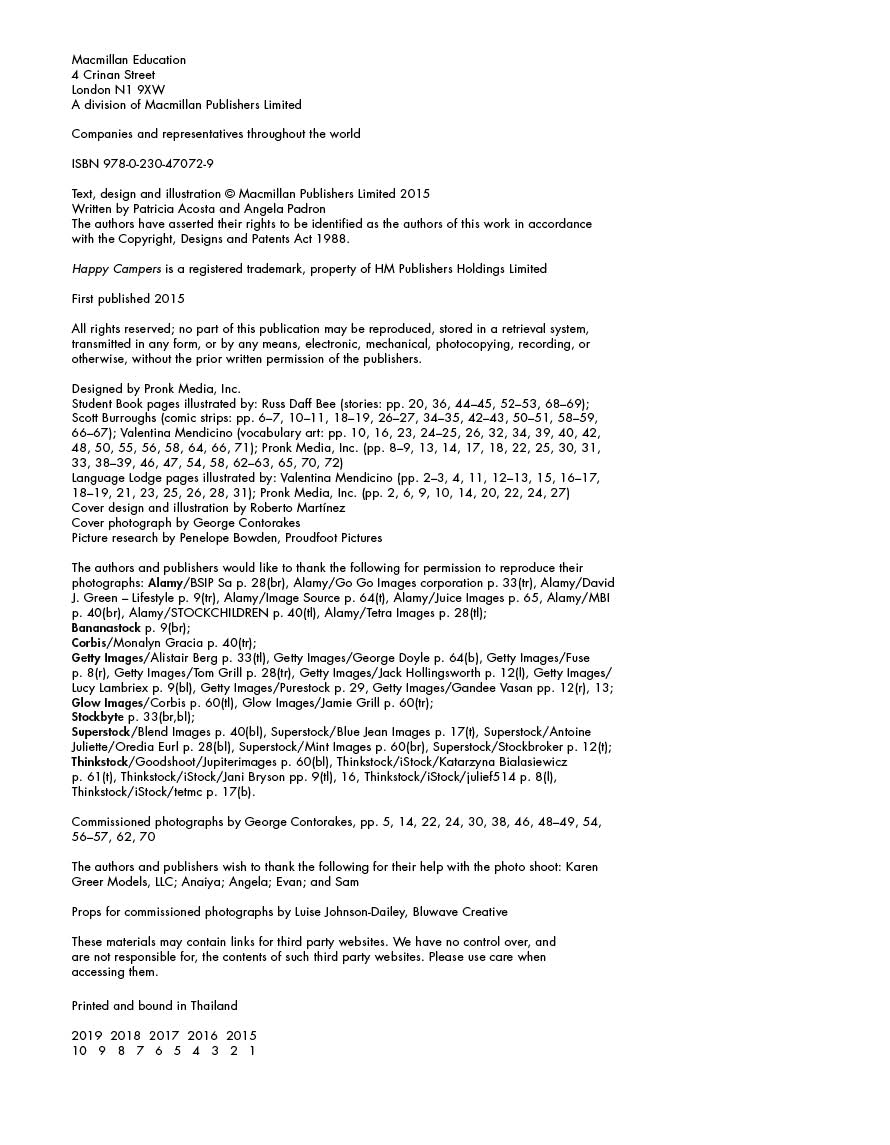 Macmillan Education
4 Crinan Street
London N1 9XW
A division of Macmillan Publishers Limited
Companies and representatives throughout the world
ISBN 978-0-230-47072-9
Text, design and illustration © Macmillan Publishers Limited 2015
Written by Patricia Acosta and Angela Padron
The authors have asserted their rights to be identified as the authors of this work in accordance
with the Copyright, Designs and Patents Act 1988.
Happy Campers is a registered trademark, property of HM Publishers Holdings Limited
First published 2015
All rights reserved; no part of this publication may be reproduced, stored in a retrieval system,
transmitted in any form, or by any means, electronic, mechanical, photocopying, recording, or
otherwise, without the prior written permission of the publishers.
Designed by Pronk Media, Inc.
Student Book pages illustrated by: Russ Daff Bee (stories: pp. 20, 36, 44–45, 52–53, 68–69);
Scott Burroughs (comic strips: pp. 6–7, 10–11, 18–19, 26–27, 34–35, 42–43, 50–51, 58–59,
66–67); Valentina Mendicino (vocabulary art: pp. 10, 16, 23, 24–25, 26, 32, 34, 39, 40, 42,
48, 50, 55, 56, 58, 64, 66, 71); Pronk Media, Inc. (pp. 8–9, 13, 14, 17, 18, 22, 25, 30, 31,
33, 38–39, 46, 47, 54, 58, 62–63, 65, 70, 72)
Language Lodge pages illustrated by: Valentina Mendicino (pp. 2–3, 4, 11, 12–13, 15, 16–17,
18–19, 21, 23, 25, 26, 28, 31); Pronk Media, Inc. (pp. 2, 6, 9, 10, 14, 20, 22, 24, 27)
Cover design and illustration by Roberto Martínez
Cover photograph by George Contorakes
Picture research by Penelope Bowden, Proudfoot Pictures
The authors and publishers would like to thank the following for permission to reproduce their
photographs: Alamy/BSIP Sa p. 28(br), Alamy/Go Go Images corporation p. 33(tr), Alamy/David
J. Green – Lifestyle p. 9(tr), Alamy/Image Source p. 64(t), Alamy/Juice Images p. 65, Alamy/MBI
p. 40(br), Alamy/STOCKCHILDREN p. 40(tl), Alamy/Tetra Images p. 28(tl);
Bananastock p. 9(br);
Corbis/Monalyn Gracia p. 40(tr);
Getty Images/Alistair Berg p. 33(tl), Getty Images/George Doyle p. 64(b), Getty Images/Fuse
p. 8(r), Getty Images/Tom Grill p. 28(tr), Getty Images/Jack Hollingsworth p. 12(l), Getty Images/
Lucy Lambriex p. 9(bl), Getty Images/Purestock p. 29, Getty Images/Gandee Vasan pp. 12(r), 13;
Glow Images/Corbis p. 60(tl), Glow Images/Jamie Grill p. 60(tr);
Stockbyte p. 33(br,bl);
Superstock/Blend Images p. 40(bl), Superstock/Blue Jean Images p. 17(t), Superstock/Antoine
Juliette/Oredia Eurl p. 28(bl), Superstock/Mint Images p. 60(br), Superstock/Stockbroker p. 12(t);
Thinkstock/Goodshoot/Jupiterimages p. 60(bl), Thinkstock/iStock/Katarzyna Bialasiewicz
p. 61(t), Thinkstock/iStock/Jani Bryson pp. 9(tl), 16, Thinkstock/iStock/julief514 p. 8(l),
Thinkstock/iStock/tetmc p. 17(b).
Commissioned photographs by George Contorakes, pp. 5, 14, 22, 24, 30, 38, 46, 48–49, 54,
56–57, 62, 70
The authors and publishers wish to thank the following for their help with the photo shoot: Karen
Greer Models, LLC; Anaiya; Angela; Evan; and Sam
Props for commissioned photographs by Luise Johnson-Dailey, Bluwave Creative
These materials may contain links for third party websites. We have no control over, and
are not responsible for, the contents of such third party websites. Please use care when
accessing them.
Printed and bound in Thailand
2019 2018 2017 2016 2015
10 9 8 7 6 5 4 3 2 1